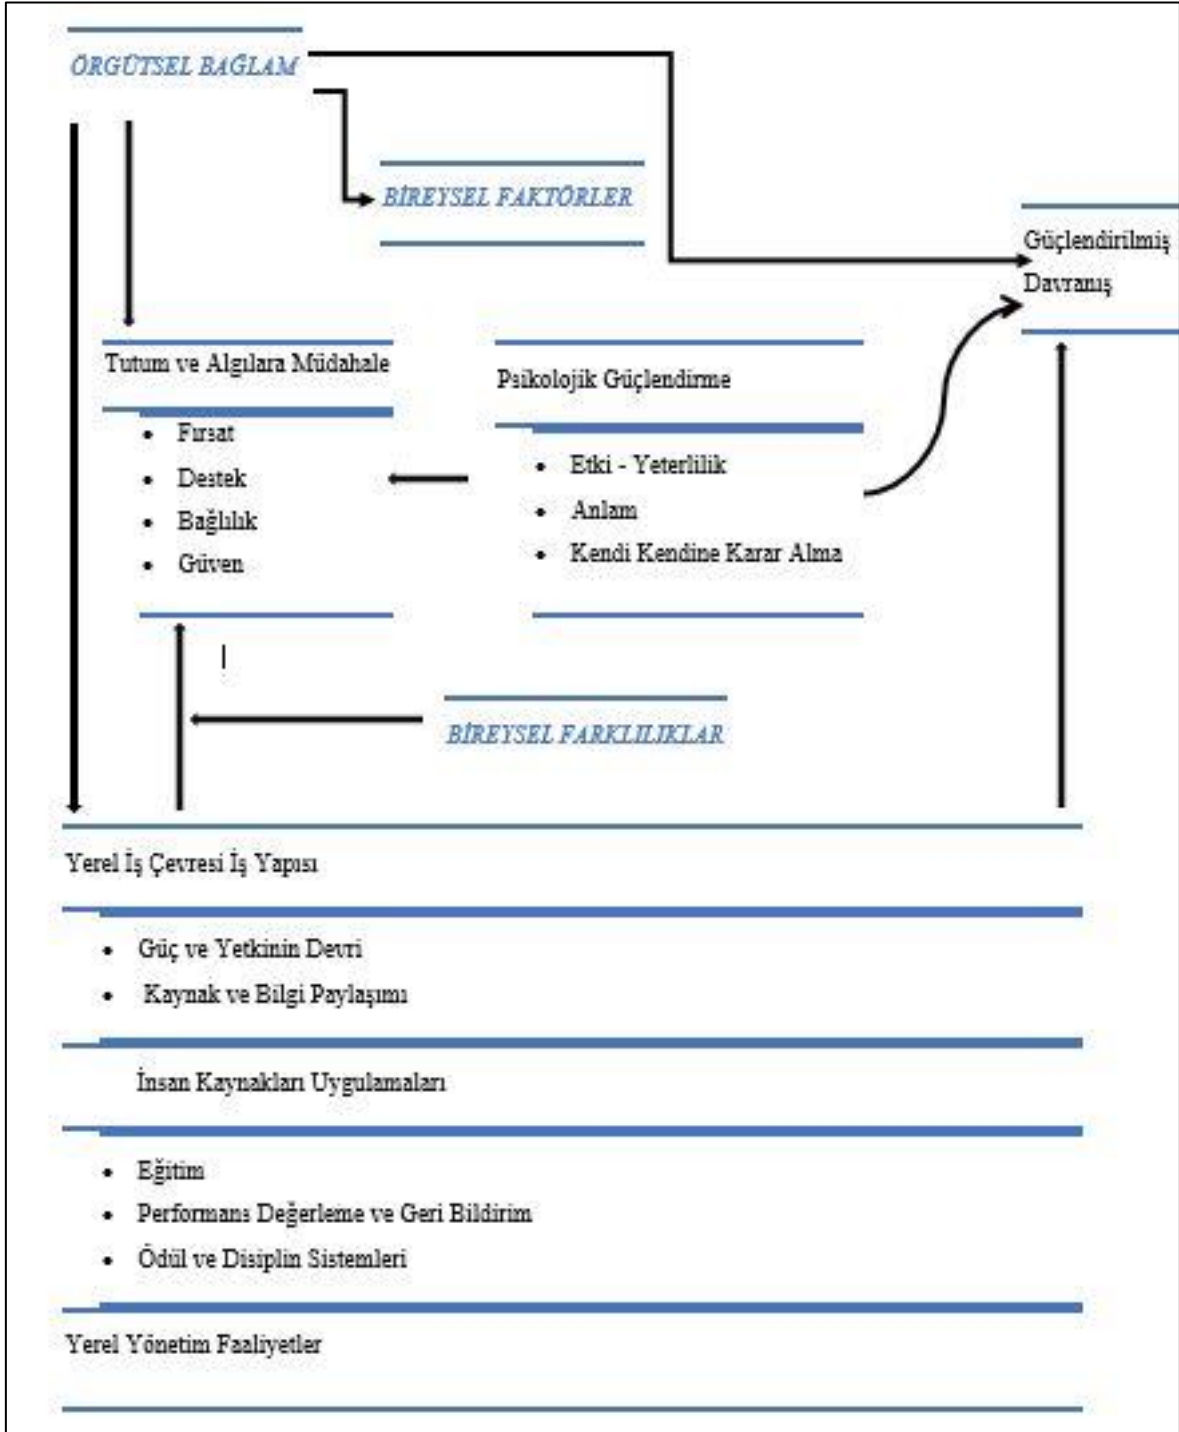 ÖRGÜTSEL BAĞLAM
BİREYSEL FAKTÖRLER
Güçlendirilmiş
Davranış
Tutum ve Algılara Müdahale
• Fırsat
• Destek
• Bağlılık
• Güven
Psikolojik Güçlendirme
• Etki - Yeterlilik
• Anlam
• Kendi Kendine Karar Alma
BİREYSEL FARKLILIKLAR
Yerel İş Çevresi İş Yapısı
• Güç ve Yetkinin Devri
• Kaynak ve Bilgi Paylaşımı
İnsan Kaynakları Uygulamaları
• Eğitim
• Performans Değerleme ve Geri Bildirim
• Ödül ve Disiplin Sistemleri
Yerel Yönetim Faaliyetler